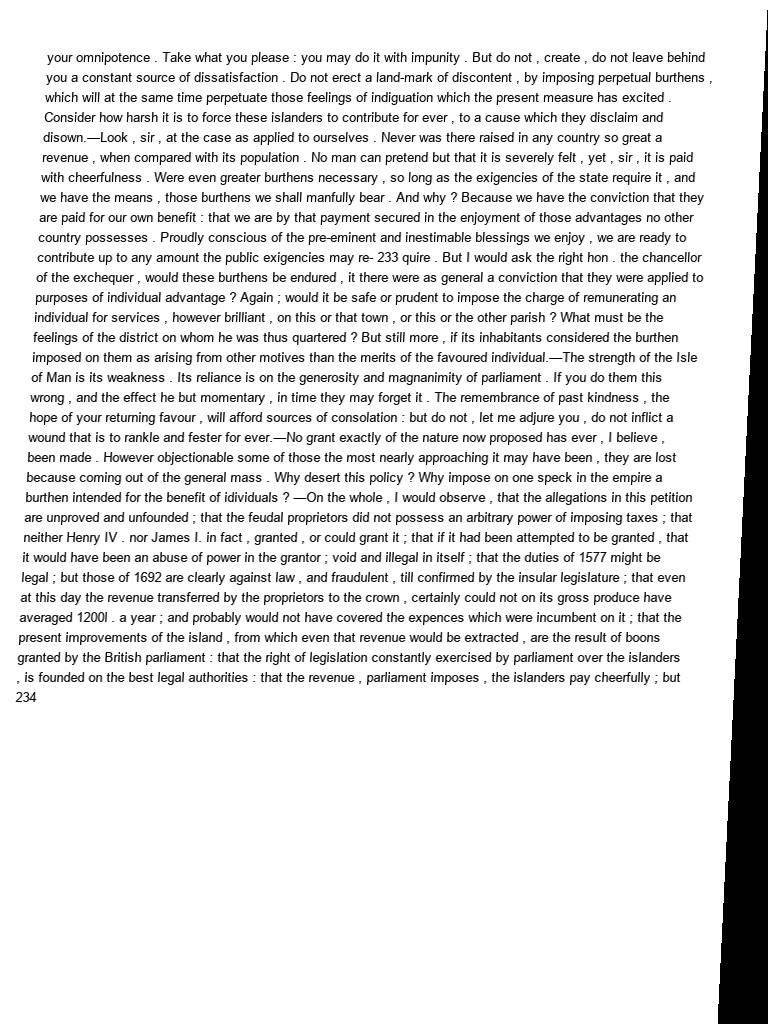 your omnipotence . Take what you please : you may do it with impunity . But do not , create , do not leave behind
you a constant source of dissatisfaction . Do not erect a land-mark of discontent , by imposing perpetual burthens ,
which will at the same time perpetuate those feelings of indiguation which the present measure has excited .
Consider how harsh it is to force these islanders to contribute for ever , to a cause which they disclaim and
disown.—Look , sir , at the case as applied to ourselves . Never was there raised in any country so great a
revenue , when compared with its population . No man can pretend but that it is severely felt , yet , sir , it is paid
with cheerfulness . Were even greater burthens necessary , so long as the exigencies of the state require it , and
we have the means , those burthens we shall manfully bear . And why ? Because we have the conviction that they
are paid for our own benefit : that we are by that payment secured in the enjoyment of those advantages no other
country possesses . Proudly conscious of the pre-eminent and inestimable blessings we enjoy , we are ready to
contribute up to any amount the public exigencies may re- 233 quire . But I would ask the right hon . the chancellor
of the exchequer , would these burthens be endured , it there were as general a conviction that they were applied to
purposes of individual advantage ? Again ; would it be safe or prudent to impose the charge of remunerating an
individual for services , however brilliant , on this or that town , or this or the other parish ? What must be the
feelings of the district on whom he was thus quartered ? But still more , if its inhabitants considered the burthen
imposed on them as arising from other motives than the merits of the favoured individual.—The strength of the Isle
of Man is its weakness . Its reliance is on the generosity and magnanimity of parliament . If you do them this
wrong , and the effect he but momentary , in time they may forget it . The remembrance of past kindness , the
hope of your returning favour , will afford sources of consolation : but do not , let me adjure you , do not inflict a
wound that is to rankle and fester for ever.—No grant exactly of the nature now proposed has ever , I believe ,
been made . However objectionable some of those the most nearly approaching it may have been , they are lost
because coming out of the general mass . Why desert this policy ? Why impose on one speck in the empire a
burthen intended for the benefit of idividuals ? —On the whole , I would observe , that the allegations in this petition
are unproved and unfounded ; that the feudal proprietors did not possess an arbitrary power of imposing taxes ; that
neither Henry IV . nor James I. in fact , granted , or could grant it ; that if it had been attempted to be granted , that
it would have been an abuse of power in the grantor ; void and illegal in itself ; that the duties of 1577 might be
legal ; but those of 1692 are clearly against law , and fraudulent , till confirmed by the insular legislature ; that even
at this day the revenue transferred by the proprietors to the crown , certainly could not on its gross produce have
averaged 1200l . a year ; and probably would not have covered the expences which were incumbent on it ; that the
present improvements of the island , from which even that revenue would be extracted , are the result of boons
granted by the British parliament : that the right of legislation constantly exercised by parliament over the islanders
, is founded on the best legal authorities : that the revenue , parliament imposes , the islanders pay cheerfully ; but
234